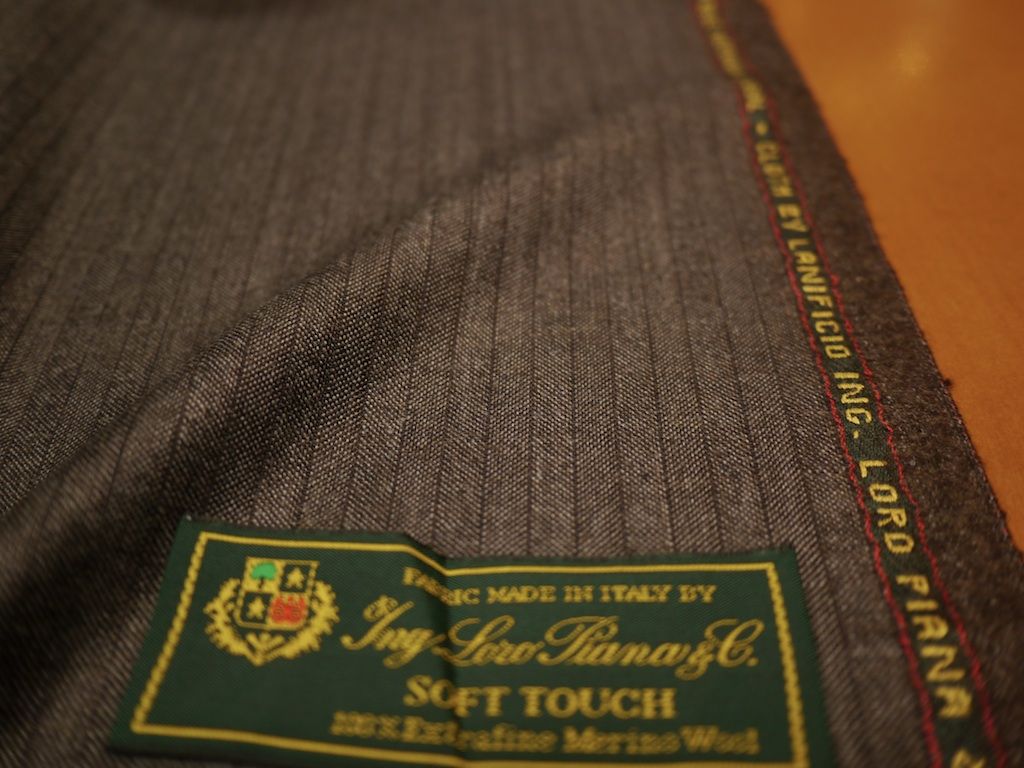 FABRIC MADE IN ITALY BY
Ing. Loro Piana & C.
SOFT TOUCH
100% Extrafine Merino Wool
CLOTH BY LANIFICIO ING. LORO PIANA